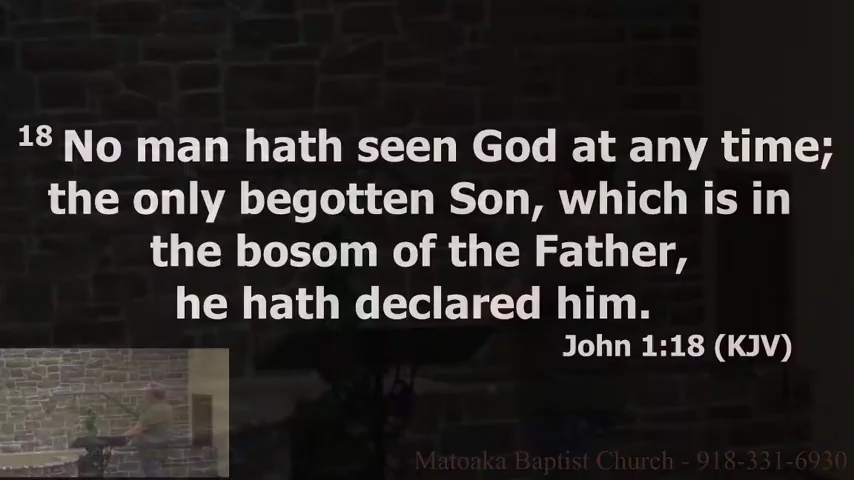 18 No man hath seen God at any time;
the only begotten Son, which is in
the bosom of the Father,
he hath declared him.
John 1:18 (KJV)
Matoaka Baptist Church - 918-331-6930